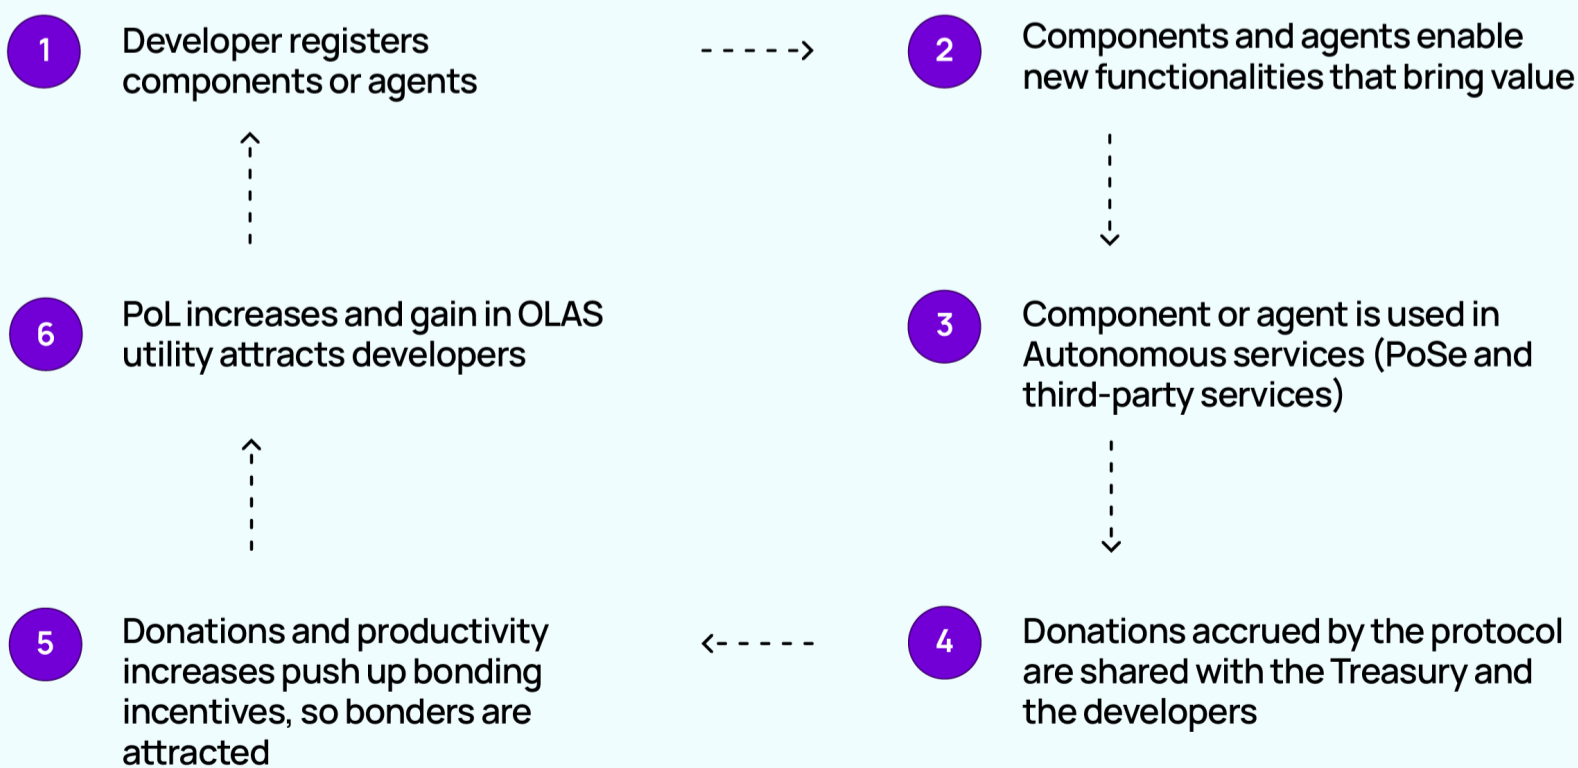 1
Developer registers
components or agents
2
Components and agents enable
new functionalities that bring value
3
Component or agent is used in
Autonomous services (PoSe and
third-party services)
4
Donations accrued by the protocol
are shared with the Treasury and
the developers
5
Donations and productivity
increases push up bonding
incentives, so bonders are
attracted
6
PoL increases and gain in OLAS
utility attracts developers